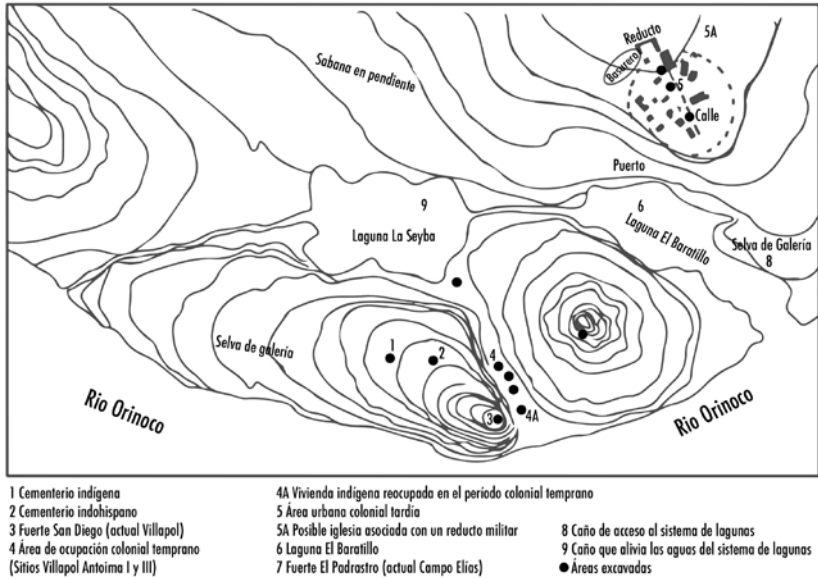 5A
Reducto
Basurero
Sabana en pendiente
5
Calle
Puerto
9
6
Laguna La Seyba
Laguna El Baratillo
Selva de Galería
8
Selva de galería
1
2
4
3
4A
Rio Orinoco
Rio Orinoco
1 Cementerio indígena
2 Cementerio indohispano
3 Fuerte San Diego (actual Villapol)
4 Área de ocupación colonial temprano
(Sitios Villapol Antoima I y III)
4A Vivienda indígena reocupada en el período colonial temprano
5 Área urbana colonial tardía
5A Posible iglesia asociada con un reducto militar
6 Laguna El Baratillo
7 Fuerte El Padrastro (actual Campo Elías)
8 Caño de acceso al sistema de lagunas
9 Caño que alivia las aguas del sistema de lagunas
● Áreas excavadas